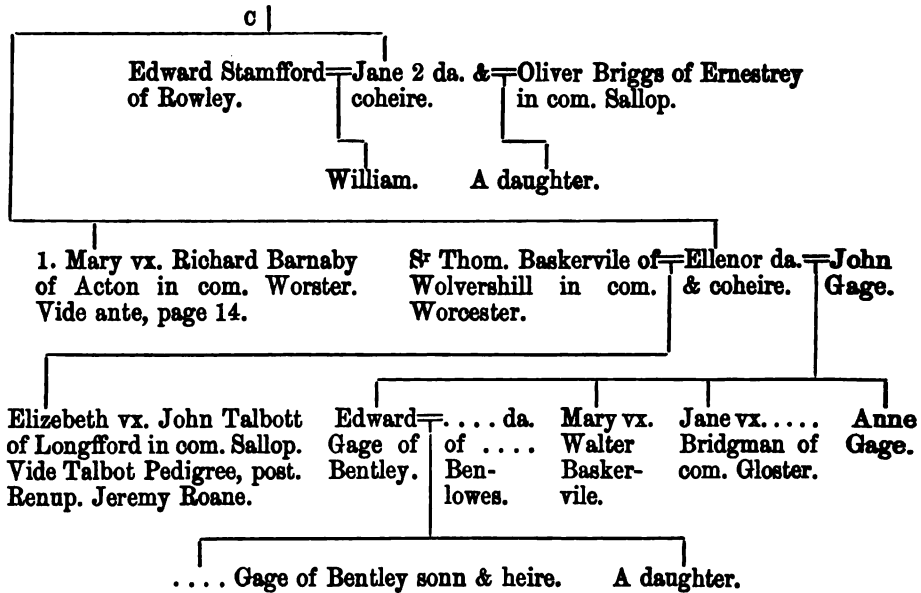 C
Edward Stamfford═Jane 2 da. &═Oliver Briggs of Ernestrey
of Rowley. coheire. in com. Sallop.
William. A daughter.
1. Mary vx. Richard Barnaby
of Acton in com. Worster.
Vide ante, page 14.
Sr Thom. Baskervile of═Ellenor da.═John
Wolvershill in com. & coheire. Gage.
Worcester.
Elizebeth vx. John Talbott
of Longfford in com. Sallop.
Vide Talbot Pedigree, post.
Renup. Jeremy Roane.
Edward═. . . . da.
Gage of of . . . .
Bentley. Ben-
lowes.
Mary vx.
Walter
Basker-
vile.
Jane vx. . . . .
Bridgman of
com. Gloster.
Anne
Gage.
. . . . Gage of Bentley sonn & heire. A daughter.